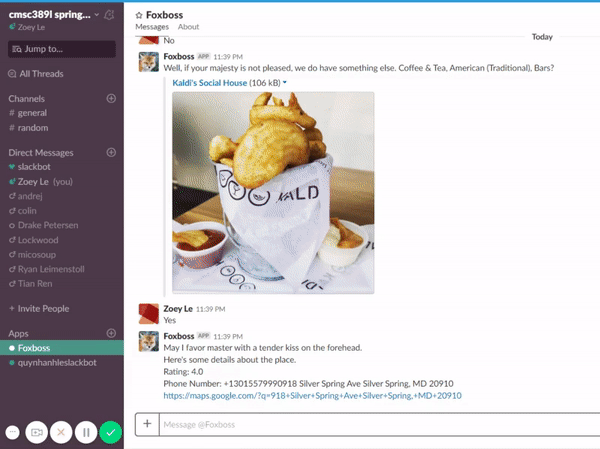 cmsc389l spring...
Zoey Le
Jump to...
All Threads
Channels
# general
# random
Direct Messages
slackbot
Zoey Le (you)
andrej
colin
Drake Petersen
Lockwood
micosoup
Ryan Leimenstoll
Tian Ren
+ Invite People
Apps
Foxboss
quynhanhleslackbot
☆ Foxboss
Messages About
Today
No
Foxboss APP 11:39 PM
Well, if your majesty is not pleased, we do have something else. Coffee & Tea, American (Traditional), Bars?
Kaldi's Social House (106 kB)
KALD
Zoey Le 11:39 PM
Yes
Foxboss APP 11:39 PM
May I favor master with a tender kiss on the forehead.
Here's some details about the place.
Rating: 4.0
Phone Number: +13015579990918 Silver Spring Ave Silver Spring, MD 20910
https://maps.google.com/?q=918+Silver+Spring+Ave+Silver+Spring,+MD+20910
+ Message @Foxboss